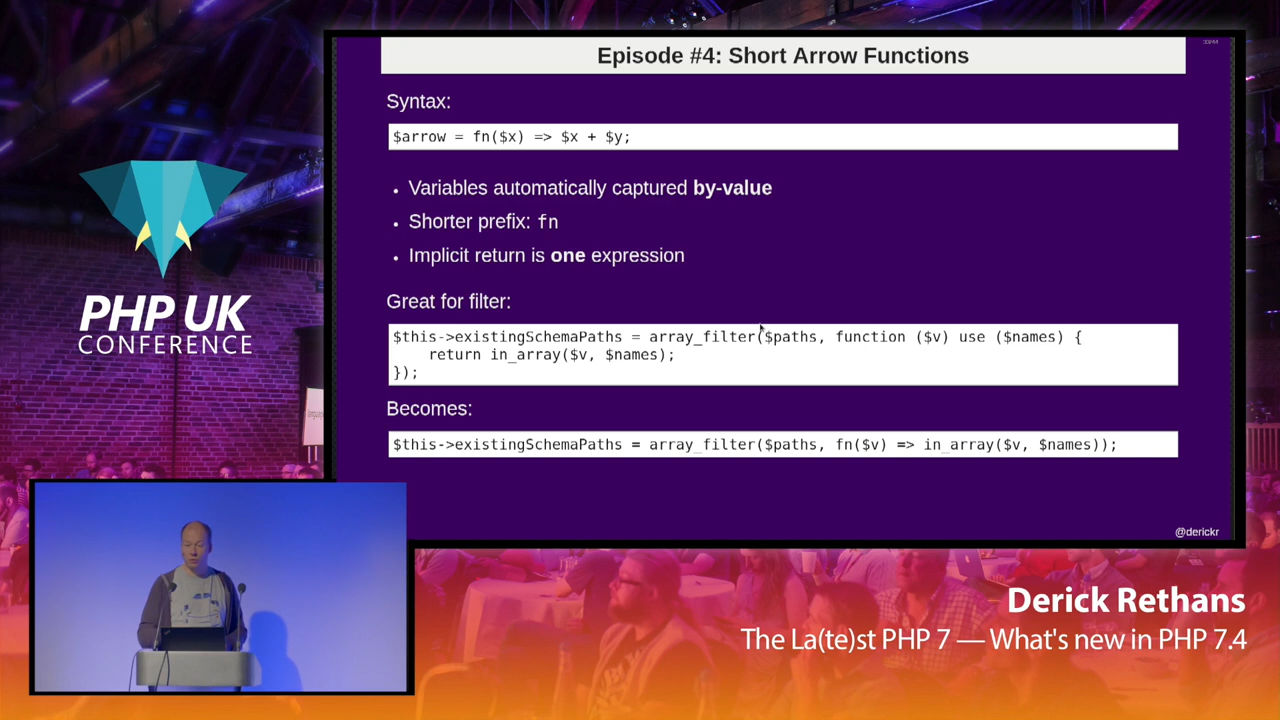 Episode #4: Short Arrow Functions
Syntax:
$arrow = fn($x) => $x + $y;
• Variables automatically captured by-value
• Shorter prefix: fn
• Implicit return is one expression
Great for filter:
$this->existingSchemaPaths = array_filter($paths, function ($v) use ($names) {
    return in_array($v, $names);
});
Becomes:
$this->existingSchemaPaths = array_filter($paths, fn($v) => in_array($v, $names));
@derickr
PHP UK
CONFERENCE
Derick Rethans
The La(te)st PHP 7 — What's new in PHP 7.4